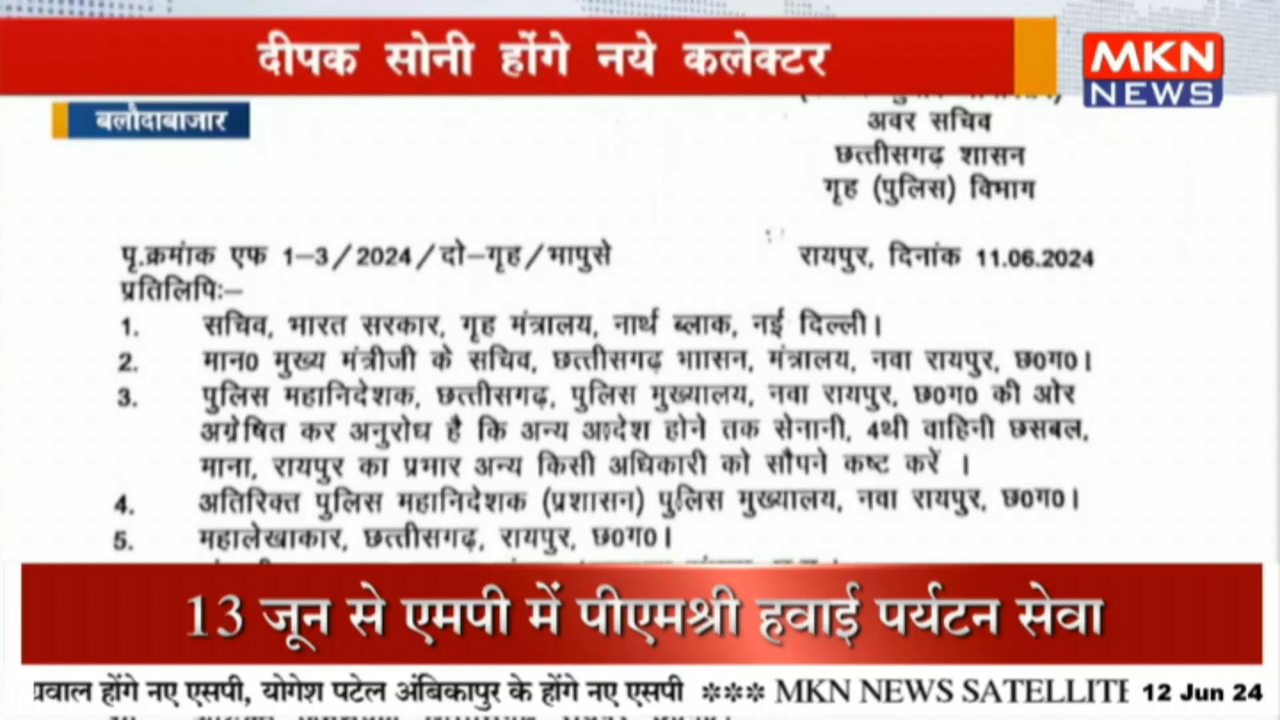 दीपक सोनी होंगे नये कलेक्टर
MKN
NEWS
बलौदाबाजार
अवर सचिव
छत्तीसगढ़ शासन
गृह (पुलिस) विभाग
पृ.क्रमांक एफ 1–3/2024/दो–गृह/भापुसे रायपुर, दिनांक 11.06.2024
प्रतिलिपिः–
1. सचिव, भारत सरकार, गृह मंत्रालय, नार्थ ब्लाक, नई दिल्ली।
2. मान0 मुख्य मंत्रीजी के सचिव, छत्तीसगढ़ भाासन, मंत्रालय, नवा रायपुर, छ0ग0।
3. पुलिस महानिदेशक, छत्तीसगढ़, पुलिस मुख्यालय, नवा रायपुर, छ0ग0 की ओर
अग्रेषित कर अनुरोध है कि अन्य आदेश होने तक सेनानी, 4थी वाहिनी छसबल,
माना, रायपुर का प्रभार अन्य किसी अधिकारी को सौपने कष्ट करें ।
4. अतिरिक्त पुलिस महानिदेशक (प्रशासन) पुलिस मुख्यालय, नवा रायपुर, छ0ग0।
5. महालेखाकार, छत्तीसगढ़, रायपुर, छ0ग0।
13 जून से एमपी में पीएमश्री हवाई पर्यटन सेवा
होंगे नए एसपी, योगेश पटेल अंबिकापुर के होंगे नए एसपी *** MKN NEWS SATELLITE 12 Jun 24